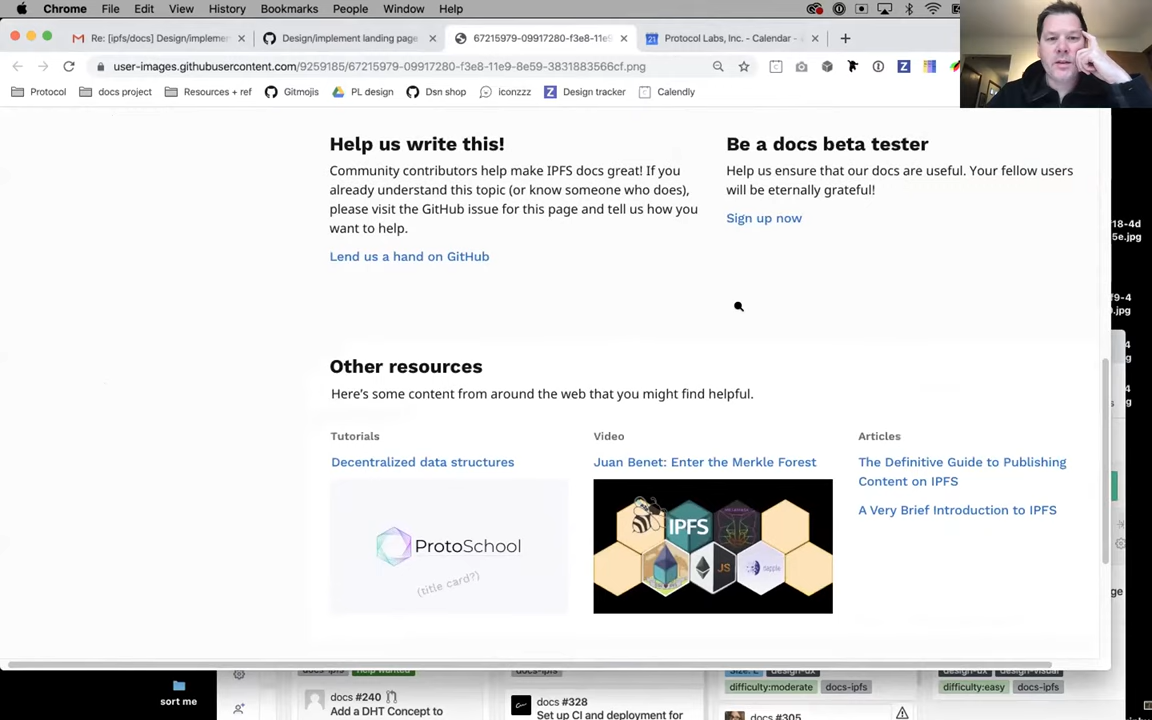 Chrome File Edit View History Bookmarks People Window Help
Re: [ipfs/docs] Design/implemen
Design/implement landing page
67215979-09917280-f3e8-11e9
Protocol Labs, Inc. - Calendar -
user-images.githubusercontent.com/9259185/67215979-09917280-f3e8-11e9-8e59-3831883566cf.png
Protocol docs project Resources + ref Gitmojis PL design Dsn shop iconzzz Design tracker Calendly
Help us write this!
Community contributors help make IPFS docs great! If you
already understand this topic (or know someone who does),
please visit the GitHub issue for this page and tell us how you
want to help.
Lend us a hand on GitHub
Be a docs beta tester
Help us ensure that our docs are useful. Your fellow users
will be eternally grateful!
Sign up now
Other resources
Here's some content from around the web that you might find helpful.
Tutorials
Decentralized data structures
ProtoSchool
(title card?)
Video
Juan Benet: Enter the Merkle Forest
IPFS
JS
Articles
The Definitive Guide to Publishing
Content on IPFS
A Very Brief Introduction to IPFS
sort me
docs #240
Add a DHT Concept to
docs-ipfs
docs #328
Set up CI and deployment for
difficulty:moderate docs-ipfs
docs #305
difficulty:easy docs-ipfs